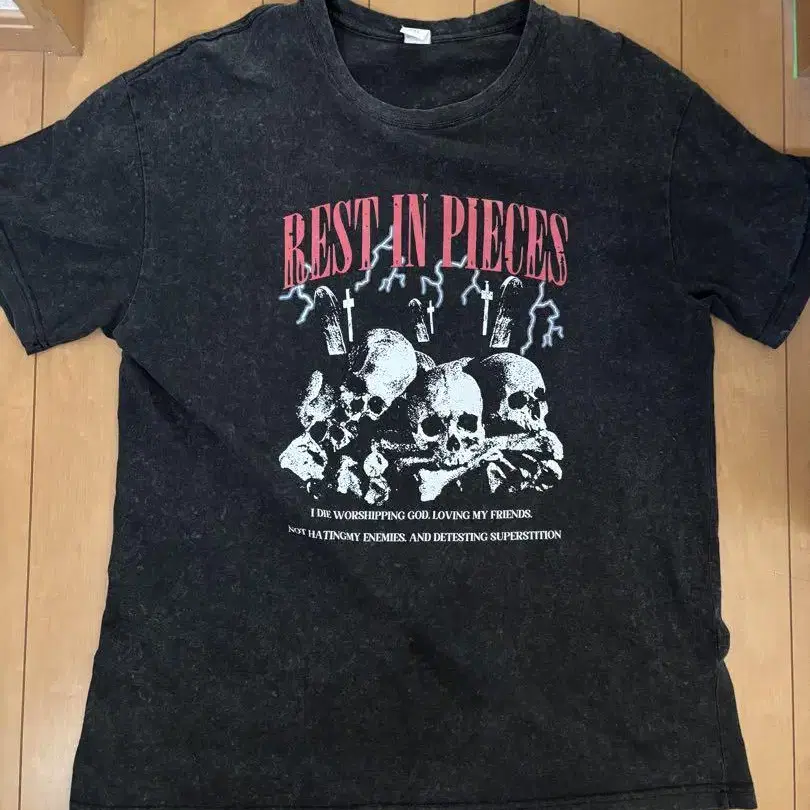 REST IN PIECES
I DIE WORSHIPPING GOD, LOVING MY FRIENDS.
NOT HATINGMY ENEMIES. AND DETESTING SUPERSTITION